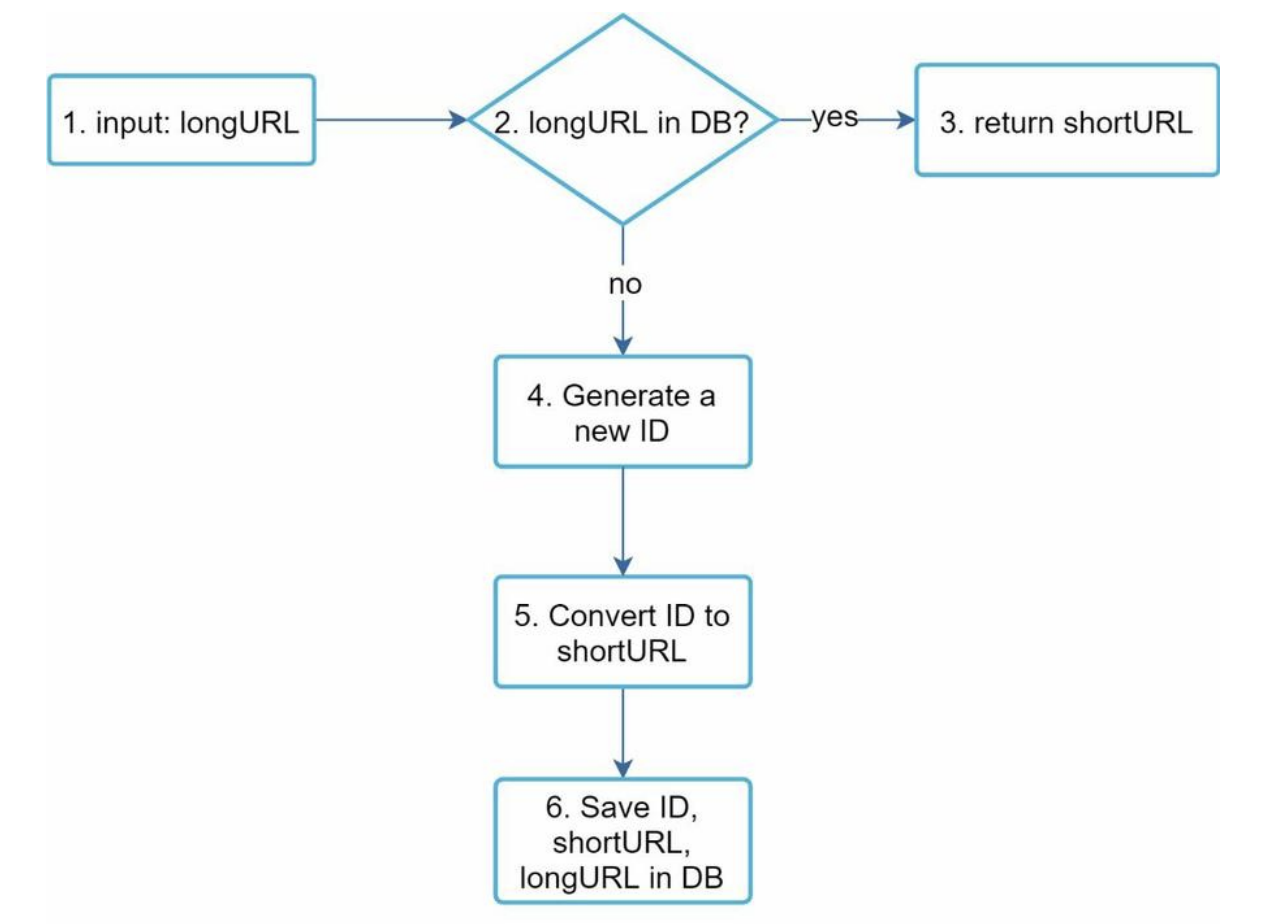 1. input: longURL
2. longURL in DB?
yes
3. return shortURL
no
4. Generate a
new ID
5. Convert ID to
shortURL
6. Save ID,
shortURL,
longURL in DB